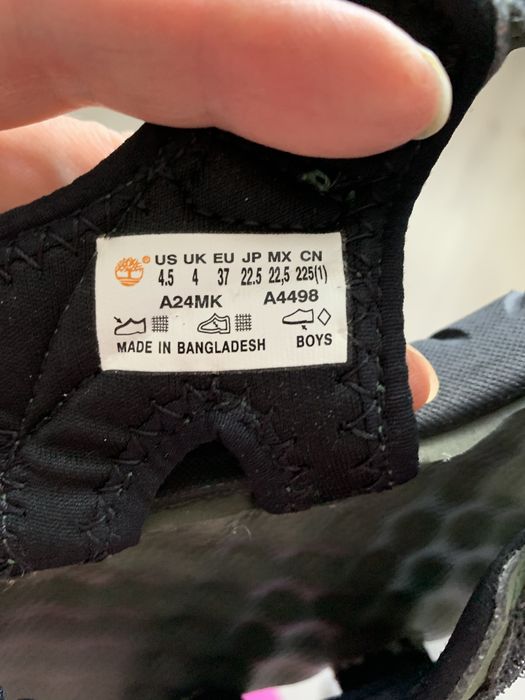 ® US UK EU JP MX CN
4.5 4 37 22.5 22,5 225(1)
A24MK A4498
MADE IN BANGLADESH BOYS